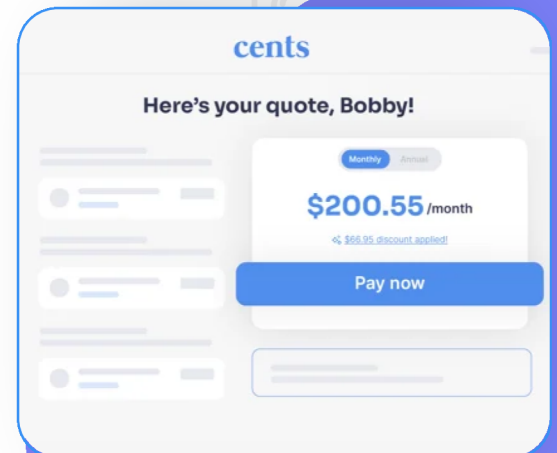 cents
Here's your quote, Bobby!
Monthly Annual
$200.55/month
$66.95 discount applied!
Pay now